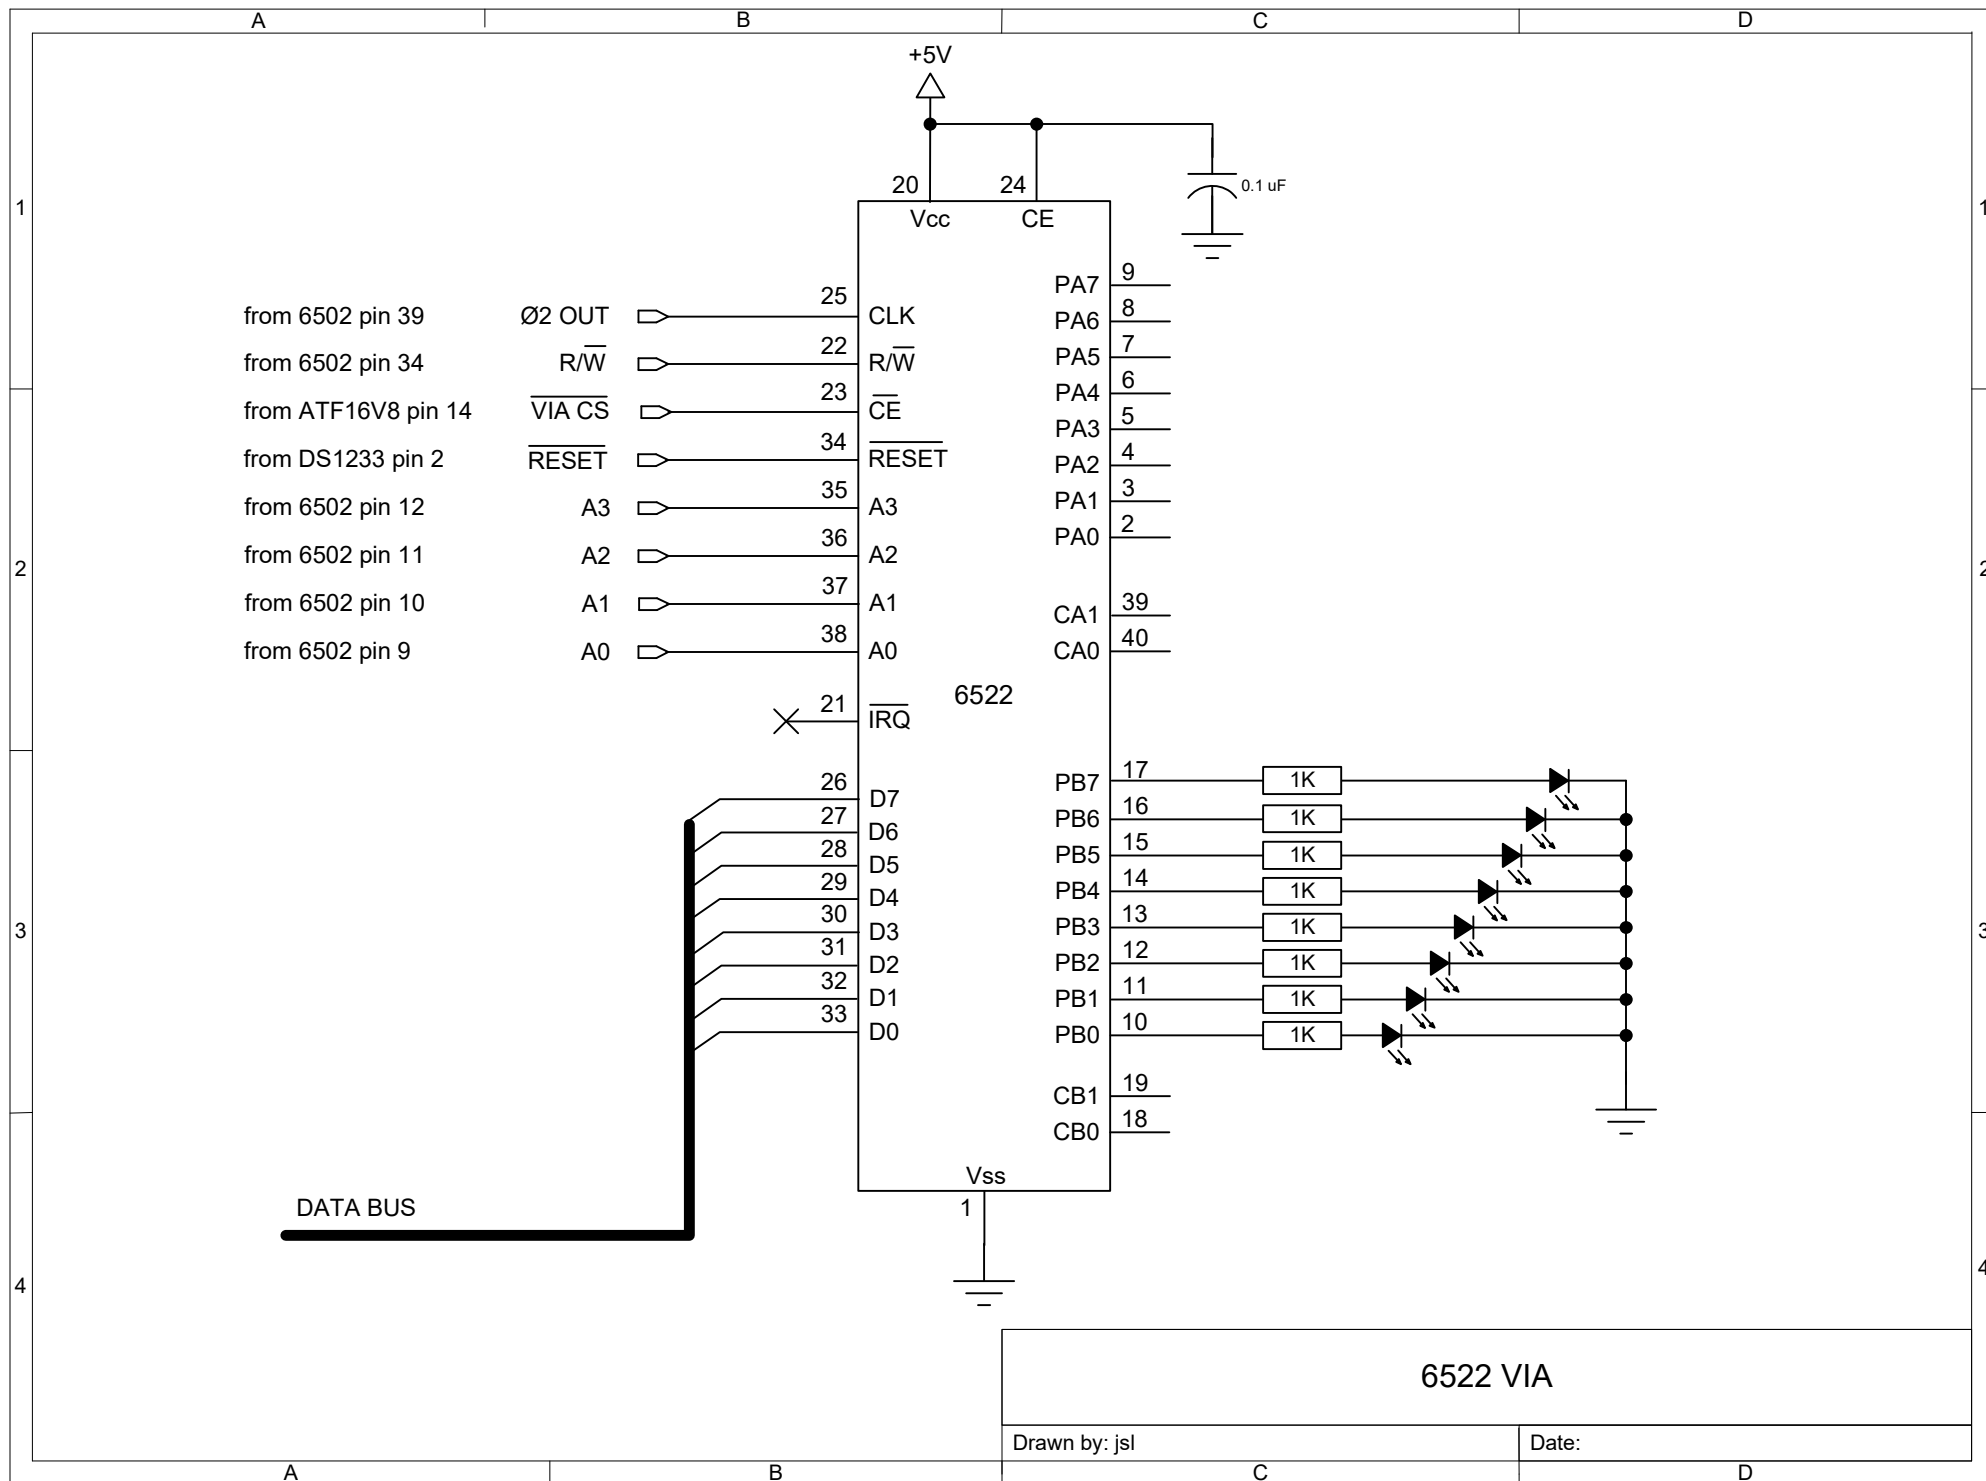 A B C D
+5V
20 24
0.1 uF
1 1
Vcc CE
9
PA7
25 8
from 6502 pin 39 Ø2 OUT CLK PA6
22 7
from 6502 pin 34 R/W̅ R/W̅ PA5
23 6
from ATF16V8 pin 14 V̅I̅A̅ ̅C̅S̅ C̅E̅ PA4
34 5
from DS1233 pin 2 R̅E̅S̅E̅T̅ R̅E̅S̅E̅T̅ PA3
4
PA2
35 3
from 6502 pin 12 A3 A3 PA1
36 2
PA0
from 6502 pin 11 A2 A2
2 2
37 39
from 6502 pin 10 A1 A1 CA1
38 40
from 6502 pin 9 A0 A0 CA0
6522
21
I̅R̅Q̅
26 17
D7 PB7 1K
27 16
D6 PB6 1K
28 15
D5 PB5 1K
29 14
D4 PB4 1K
30 13
3 D3 PB3 1K 3
31 12
D2 PB2 1K
32 11
D1 PB1 1K
33 10
D0 PB0 1K
19
CB1
18
CB0
Vss
DATA BUS 1
4 4
6522 VIA
Drawn by: jsl Date:
A B C D